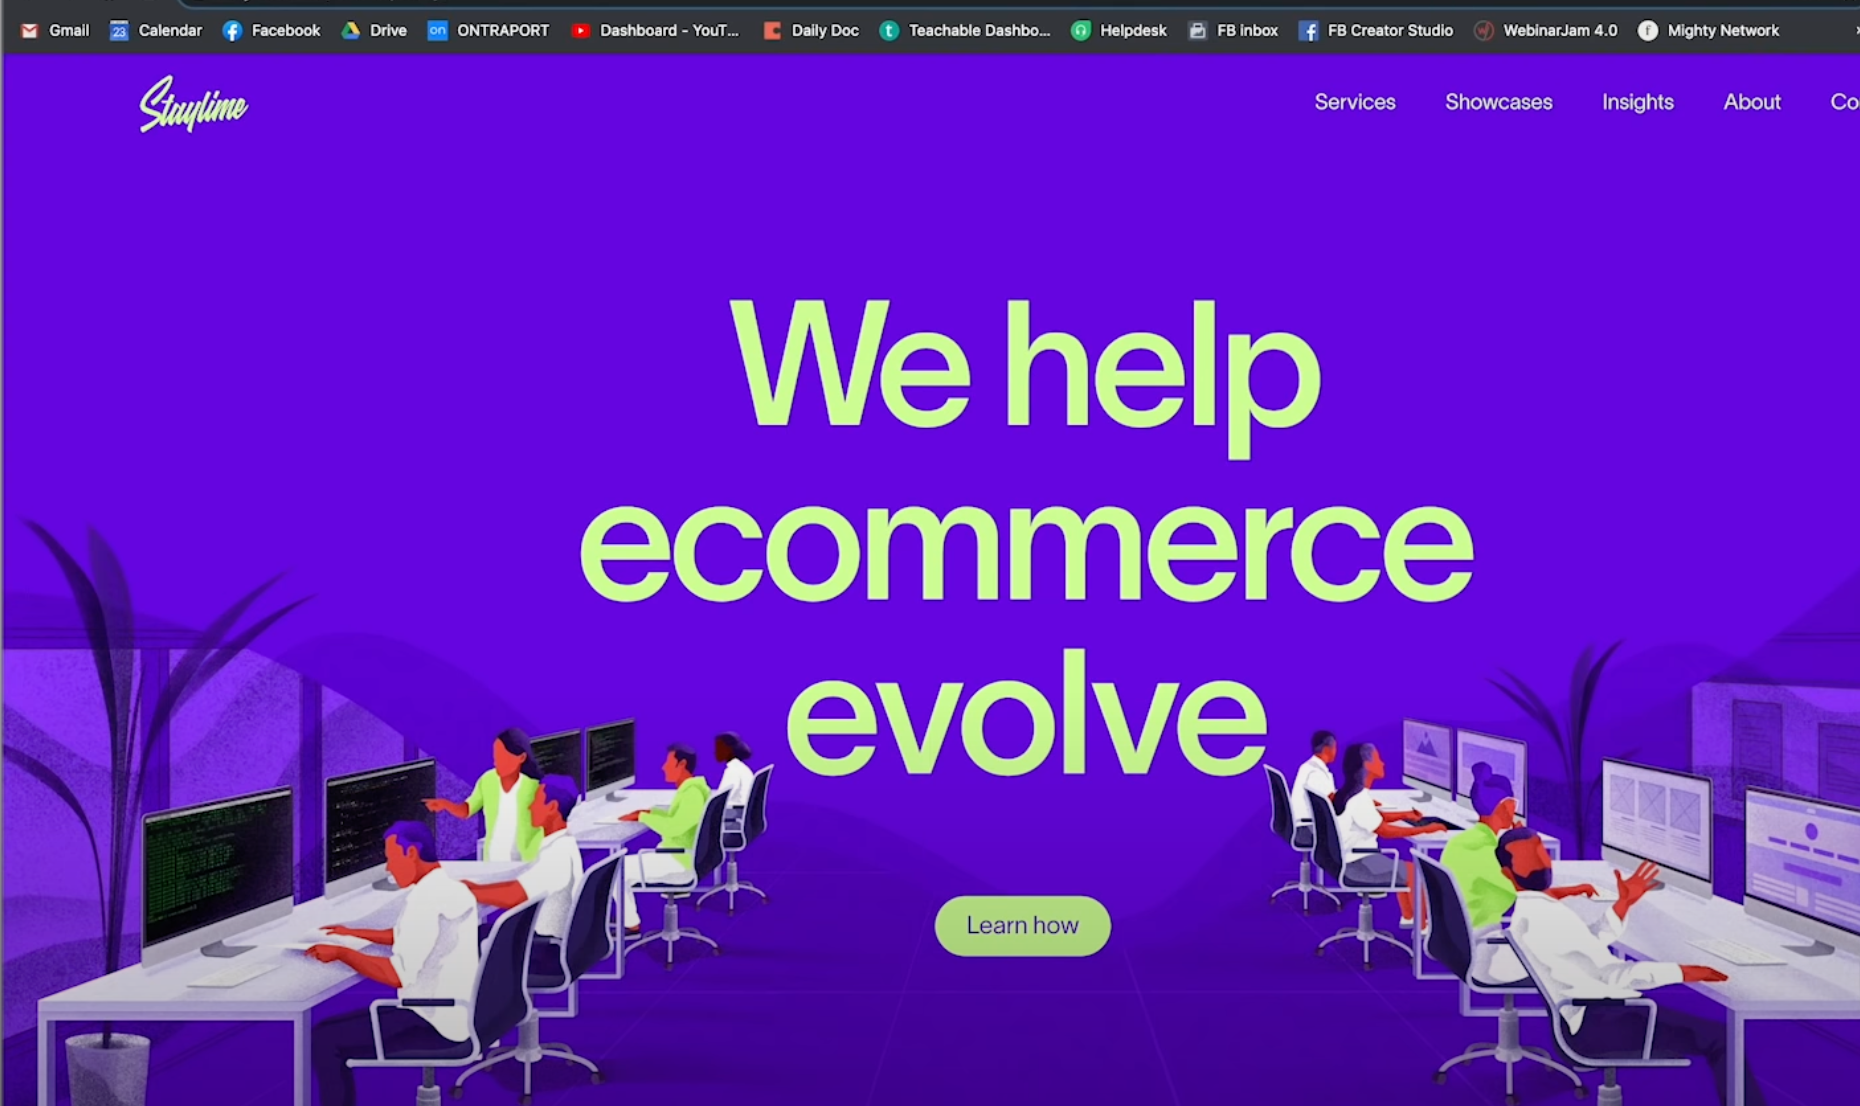 Gmail
23 Calendar
Facebook
Drive
on ONTRAPORT
Dashboard - YouT...
Daily Doc
t Teachable Dashbo...
Helpdesk
FB inbox
FB Creator Studio
WebinarJam 4.0
Mighty Network
Staylime
Services
Showcases
Insights
About
Co
We help
ecommerce
evolve
Learn how